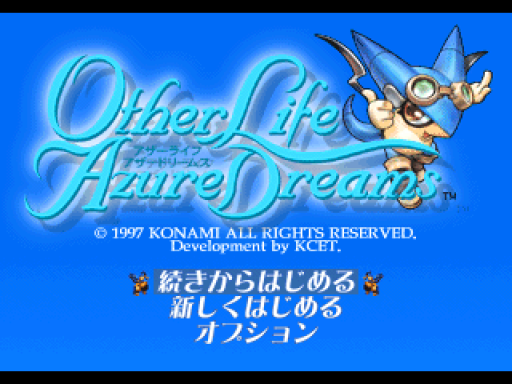 Other Life
アザーライフ
アザードリームス
Azure Dreams™
© 1997 KONAMI ALL RIGHTS RESERVED.
Development by KCET.
続きからはじめる
新しくはじめる
オプション